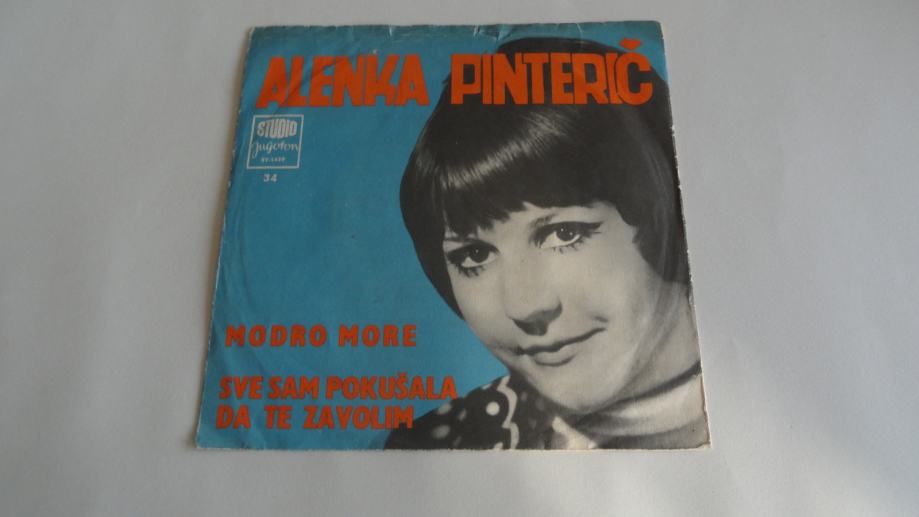 ALENKA PINTERIČ
STUDIO
Jugoton
34
MODRO MORE
SVE SAM POKUŠALA
DA TE ZAVOLIM